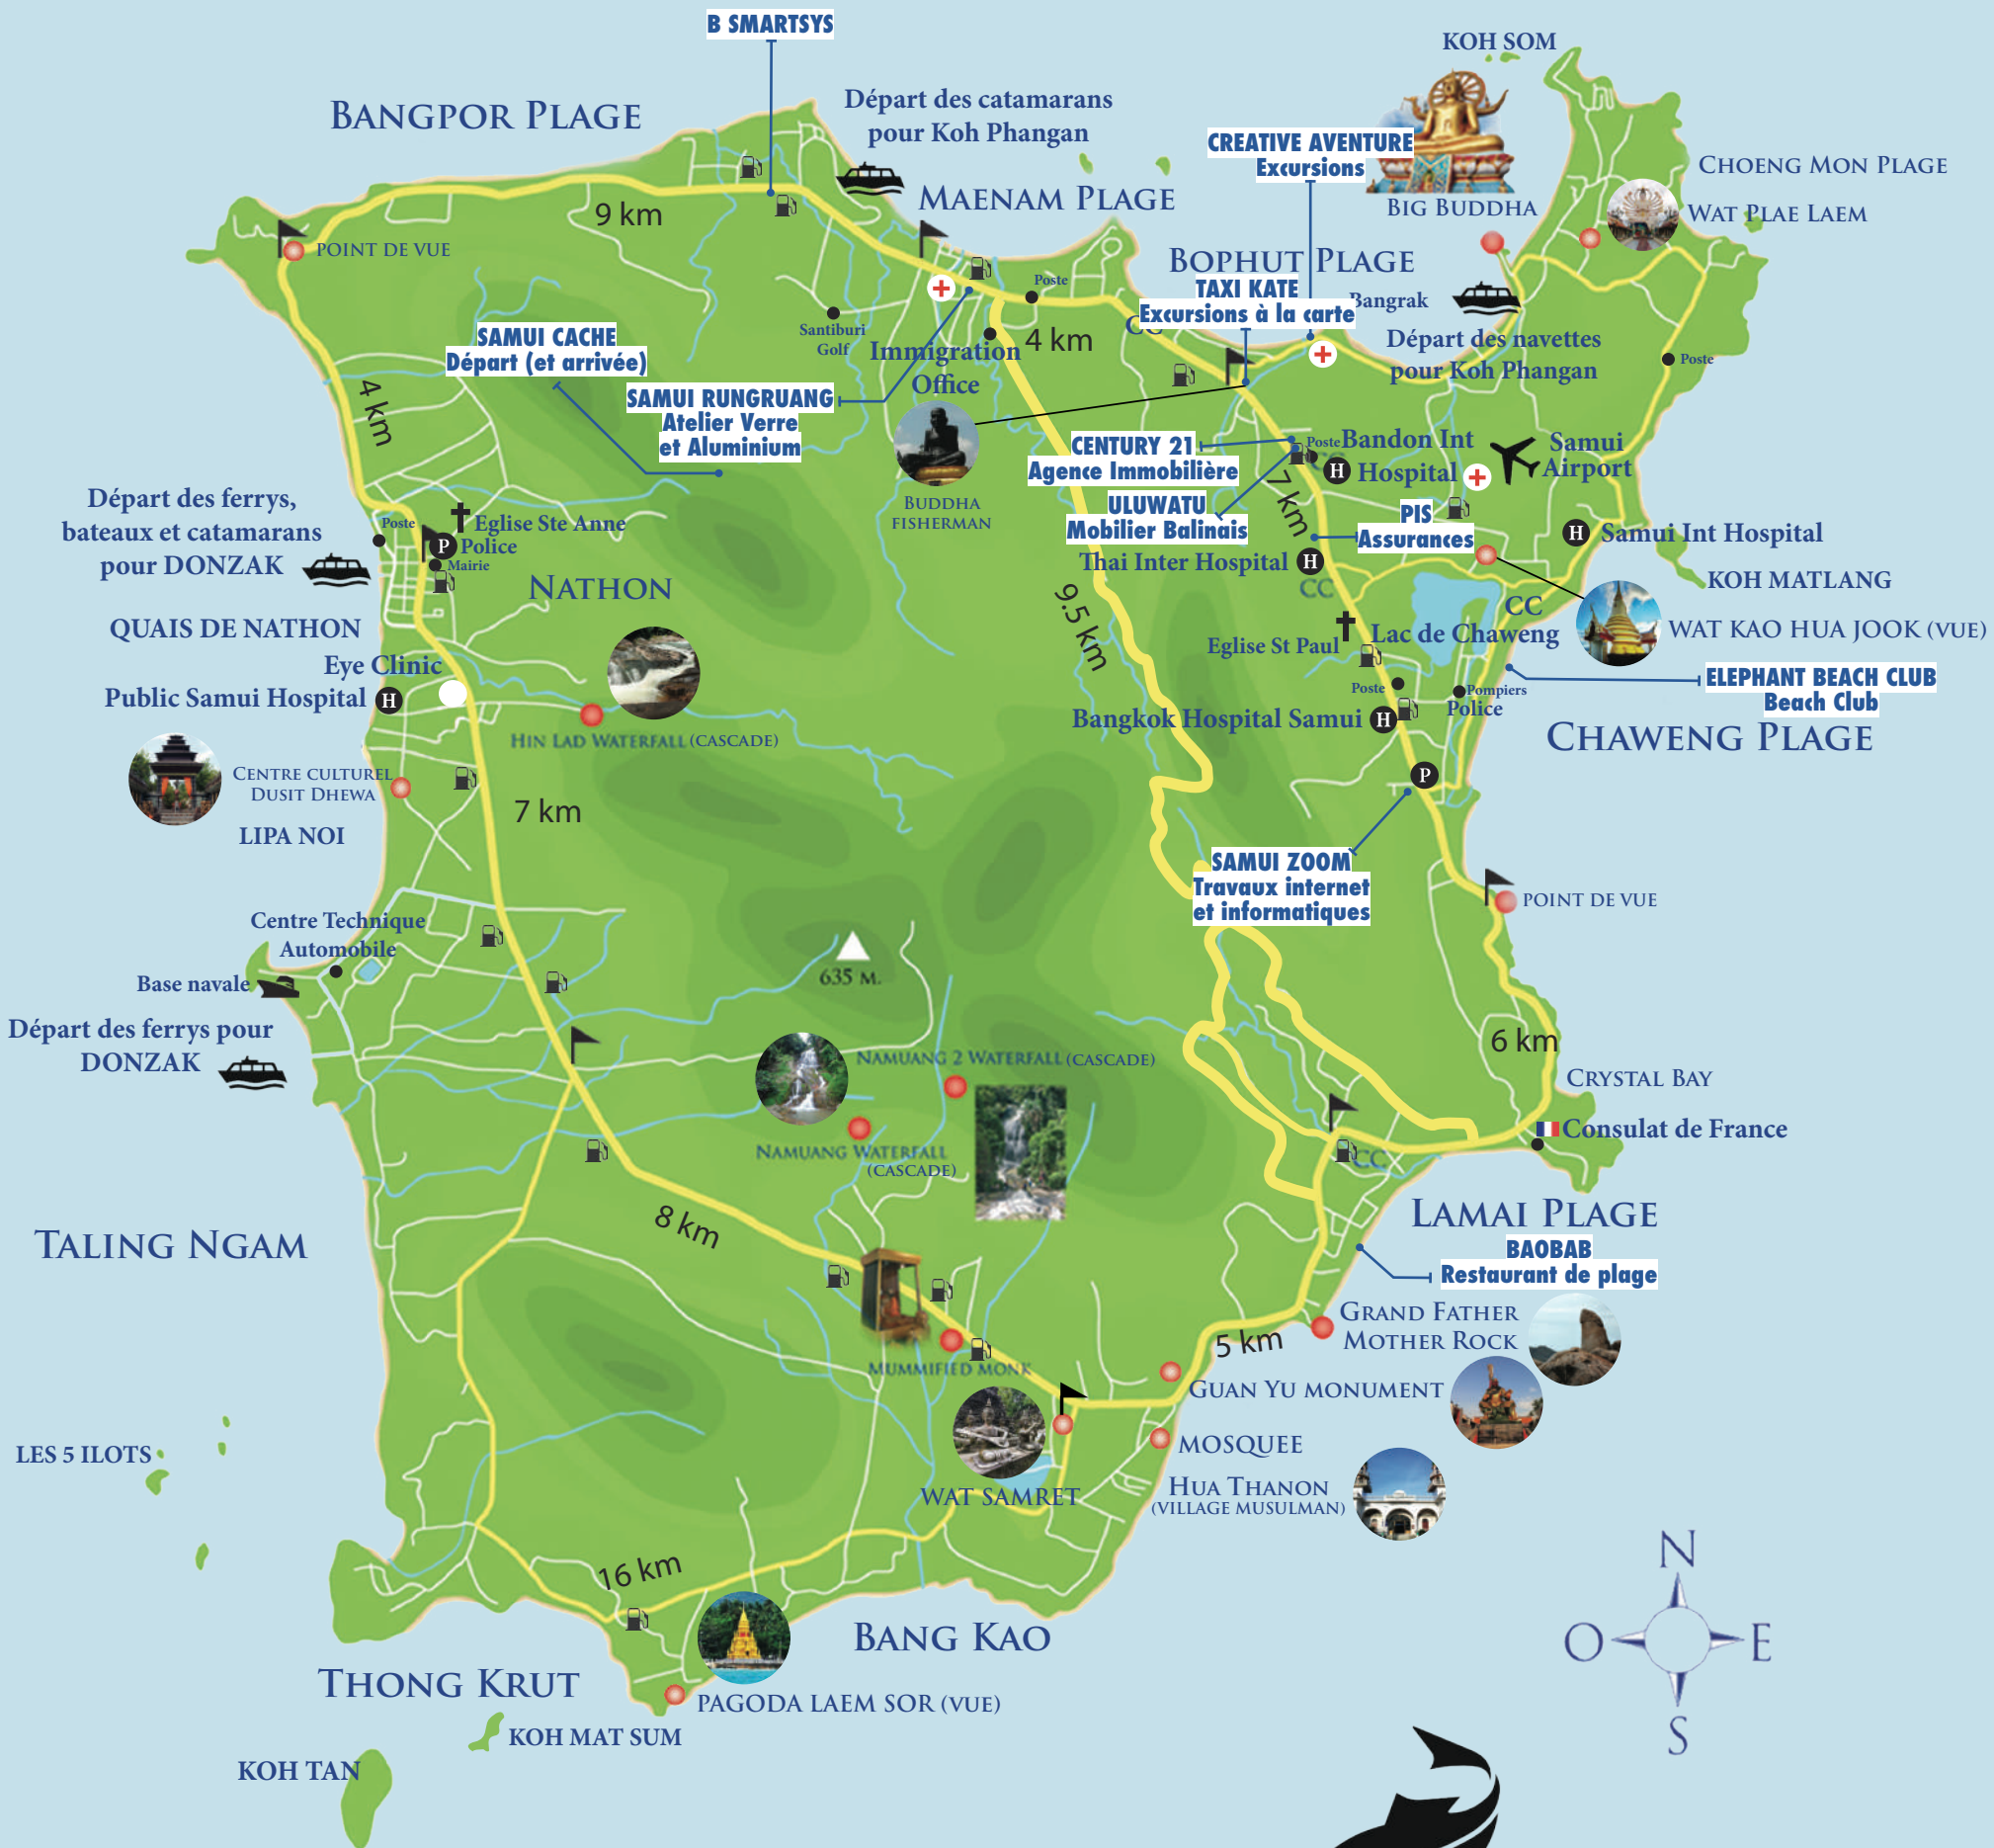 B SMARTSYS
KOH SOM
BANGPOR PLAGE
Départ des catamarans
pour Koh Phangan
CREATIVE AVENTURE
Excursions
CHOENG MON PLAGE
MAENAM PLAGE
BIG BUDDHA
WAT PLAE LAEM
9 km
POINT DE VUE
BOPHUT PLAGE
TAXI KATE
Excursions à la carte
Bangrak
Poste
Santiburi
Golf
Immigration
Office
4 km
CC
Départ des navettes
pour Koh Phangan
Poste
SAMUI CACHE
Départ (et arrivée)
SAMUI RUNGRUANG
Atelier Verre
et Aluminium
4 km
BUDDHA
FISHERMAN
CENTURY 21
Agence Immobilière
Poste
CC
Bandon Int
H Hospital
Samui
Airport
ULUWATU
Mobilier Balinais
7 km
PIS
Assurances
Thai Inter Hospital H
CC
H Samui Int Hospital
KOH MATLANG
Départ des ferrys,
bateaux et catamarans
pour DONZAK
Poste
Eglise Ste Anne
P Police
Mairie
NATHON
QUAIS DE NATHON
Eye Clinic
Public Samui Hospital H
9.5 km
CC
Eglise St Paul
Lac de Chaweng
WAT KAO HUA JOOK (VUE)
ELEPHANT BEACH CLUB
Beach Club
Poste
Pompiers
Police
Bangkok Hospital Samui H
CHAWENG PLAGE
HIN LAD WATERFALL (CASCADE)
CENTRE CULTUREL
DUSIT DHEWA
LIPA NOI
7 km
P
SAMUI ZOOM
Travaux internet
et informatiques
POINT DE VUE
Centre Technique
Automobile
Base navale
635 M.
Départ des ferrys pour
DONZAK
6 km
NAMUANG 2 WATERFALL (CASCADE)
CRYSTAL BAY
NAMUANG WATERFALL
(CASCADE)
Consulat de France
CC
8 km
LAMAI PLAGE
BAOBAB
Restaurant de plage
TALING NGAM
GRAND FATHER
MOTHER ROCK
5 km
MUMMIFIED MONK
GUAN YU MONUMENT
MOSQUEE
LES 5 ILOTS
WAT SAMRET
HUA THANON
(VILLAGE MUSULMAN)
16 km
BANG KAO
THONG KRUT
PAGODA LAEM SOR (VUE)
KOH MAT SUM
KOH TAN
N
O
E
S